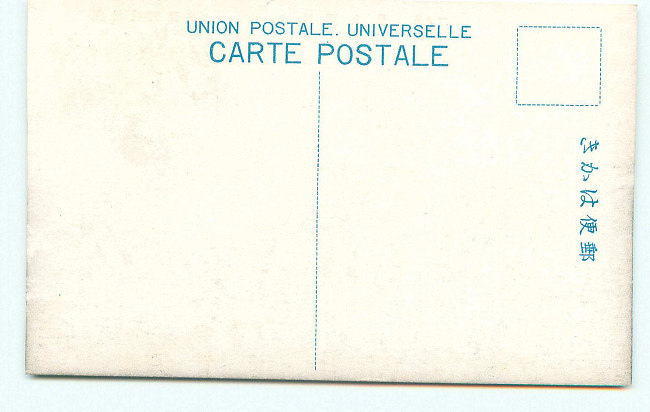 UNION POSTALE. UNIVERSELLE
CARTE POSTALE
郵便はかき